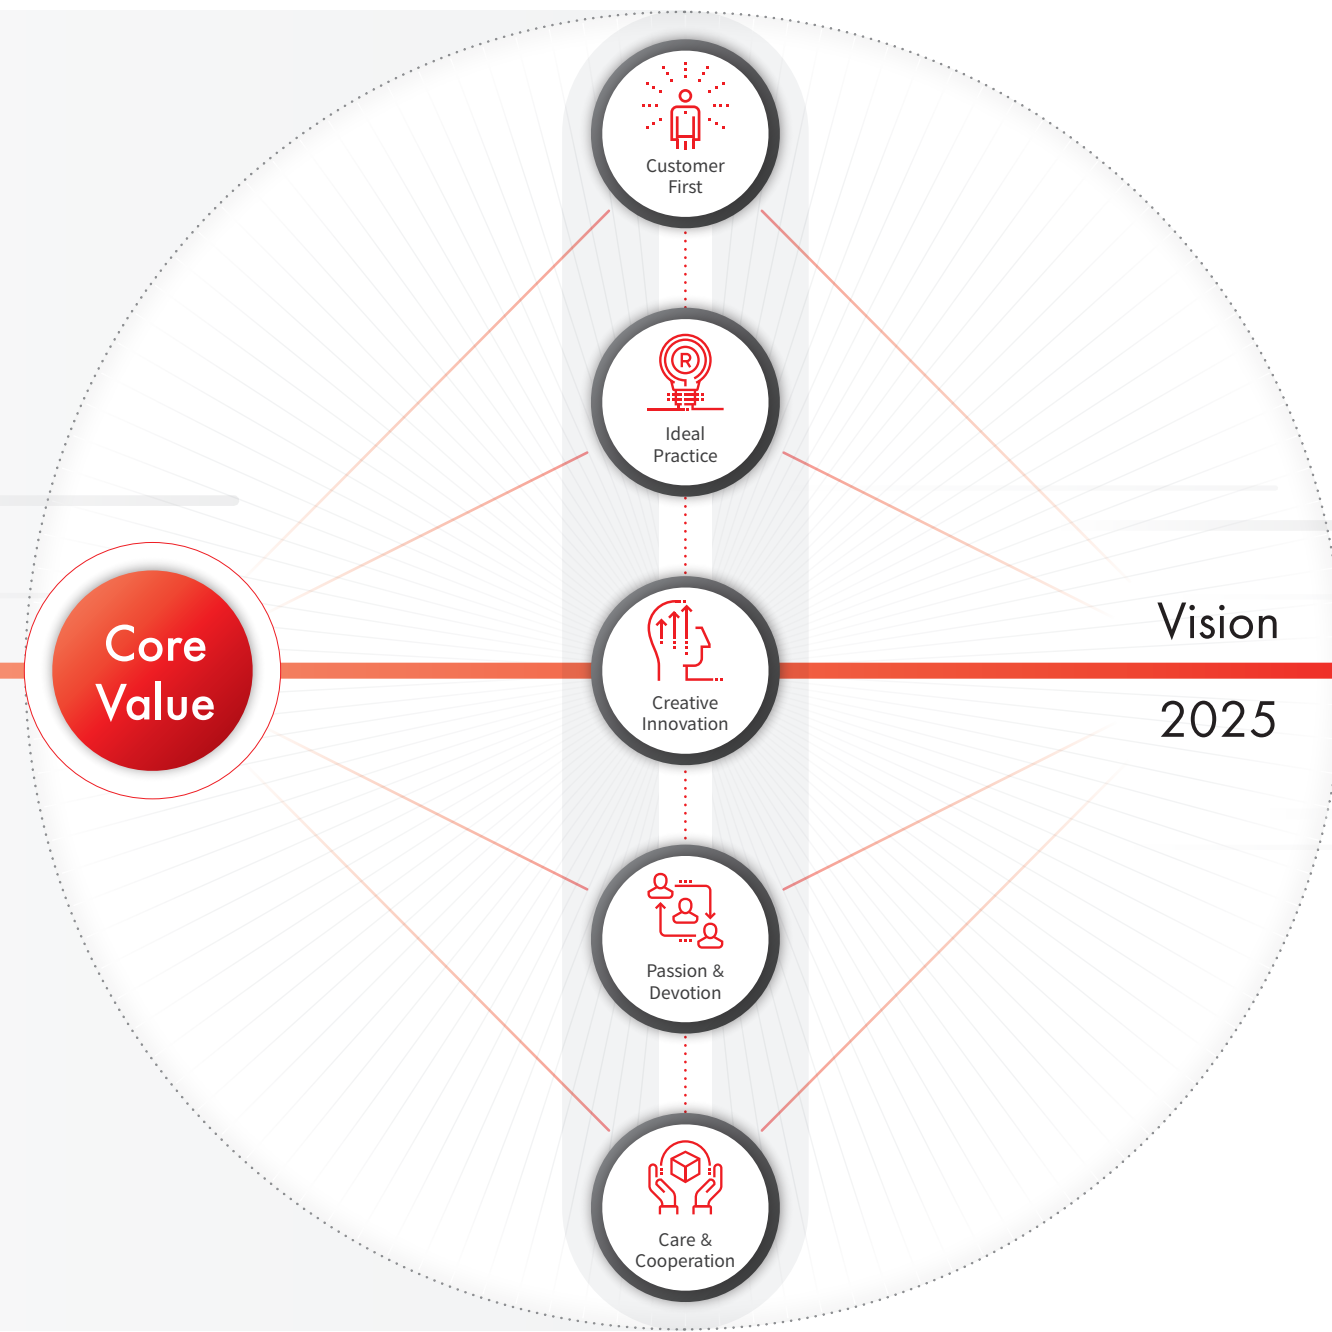 Customer
First
R
Ideal
Practice
Core
Value
Creative
Innovation
Vision
2025
Passion &
Devotion
Care &
Cooperation